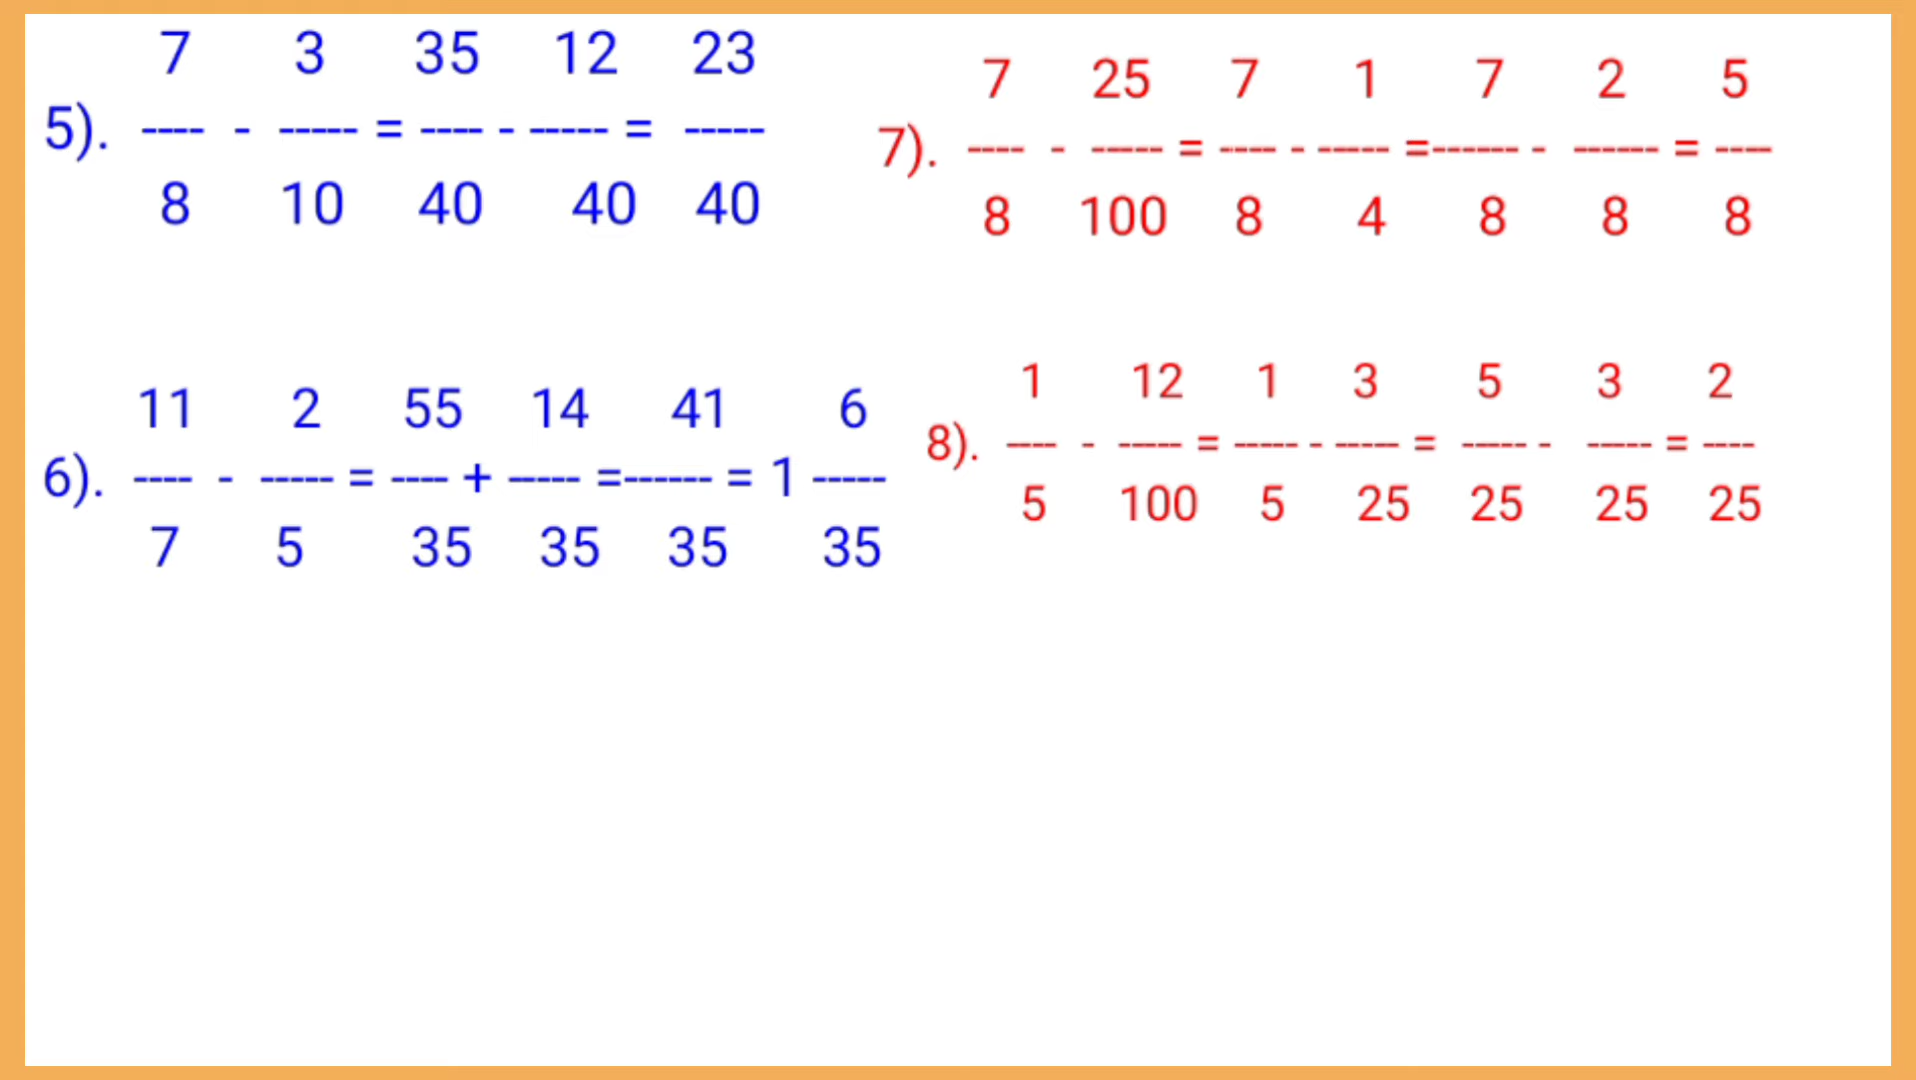 7 3 35 12 23
5). ---- - ----- = ---- - ----- = -----
8 10 40 40 40
11 2 55 14 41 6
6). ---- - ----- = ---- + ----- =------ = 1 -----
7 5 35 35 35 35
7 25 7 1 7 2 5
7). ---- - ----- = ---- - ----- =------ - ------ = ----
8 100 8 4 8 8 8
1 12 1 3 5 3 2
8). ---- - ----- = ----- - ----- = ----- - ----- = ----
5 100 5 25 25 25 25